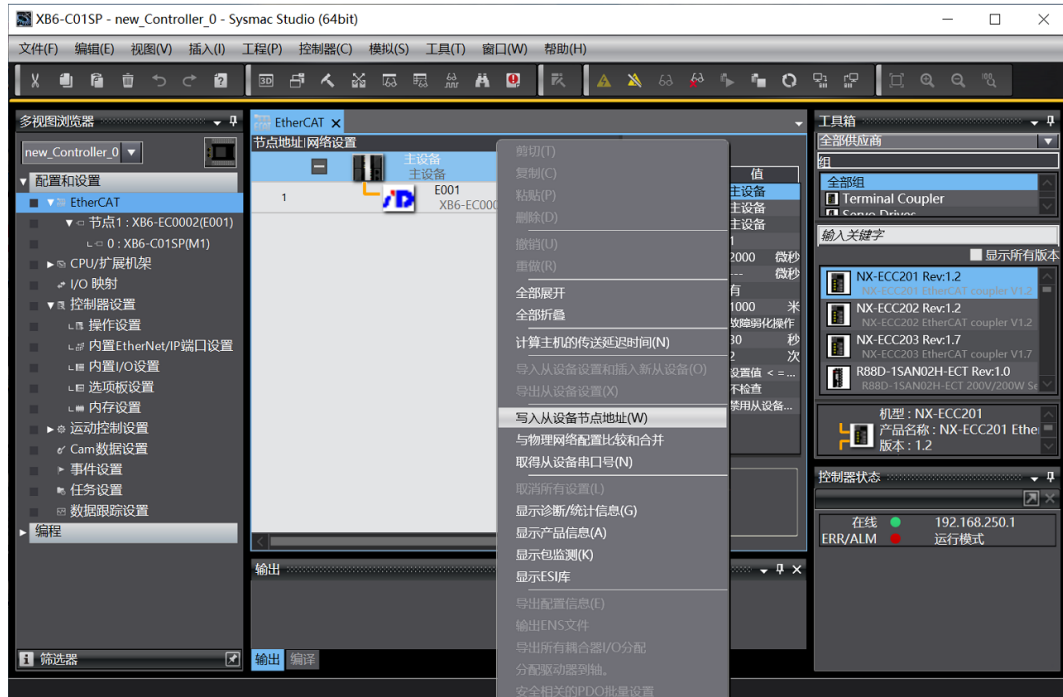 XB6-C01SP - new_Controller_0 - Sysmac Studio (64bit)
文件(F) 编辑(E) 视图(V) 插入(I) 工程(P) 控制器(C) 模拟(S) 工具(T) 窗口(W) 帮助(H)
多视图浏览器
new_Controller_0
配置和设置
EtherCAT
节点1 : XB6-EC0002(E001)
0 : XB6-C01SP(M1)
CPU/扩展机架
I/O 映射
控制器设置
操作设置
内置EtherNet/IP端口设置
内置I/O设置
选项板设置
内存设置
运动控制设置
Cam数据设置
事件设置
任务设置
数据跟踪设置
编程
筛选器
EtherCAT
节点地址|网络设置
主设备
主设备
1
E001
XB6-EC000
剪切(T)
复制(C)
粘贴(P)
删除(D)
撤销(U)
重做(R)
全部展开
全部折叠
计算主机的传送延迟时间(N)
导入从设备设置和插入新从设备(O)
导出从设备设置(X)
写入从设备节点地址(W)
与物理网络配置比较和合并
取得从设备串口号(N)
取消所有设置(L)
显示诊断/统计信息(G)
显示产品信息(A)
显示包监测(K)
显示ESI库
导出配置信息(E)
输出ENS文件
导出所有耦合器I/O分配
分配驱动器到轴。
安全相关的PDO批量设置
值
主设备
主设备
主设备
1
2000 微秒
--- 微秒
有
1000 米
故障弱化操作
30 秒
2 次
设置值 < =...
不检查
禁用从设备...
输出
输出 编译
工具箱
全部供应商
组
全部组
Terminal Coupler
Servo Drives
输入关键字
显示所有版本
NX-ECC201 Rev:1.2
NX-ECC201 EtherCAT coupler V1.2
NX-ECC202 Rev:1.2
NX-ECC202 EtherCAT coupler V1.2
NX-ECC203 Rev:1.7
NX-ECC203 EtherCAT coupler V1.7
R88D-1SAN02H-ECT Rev:1.0
R88D-1SAN02H-ECT 200V/200W Se
机型 : NX-ECC201
产品名称 : NX-ECC201 Ethe
版本 : 1.2
控制器状态
在线 192.168.250.1
ERR/ALM 运行模式